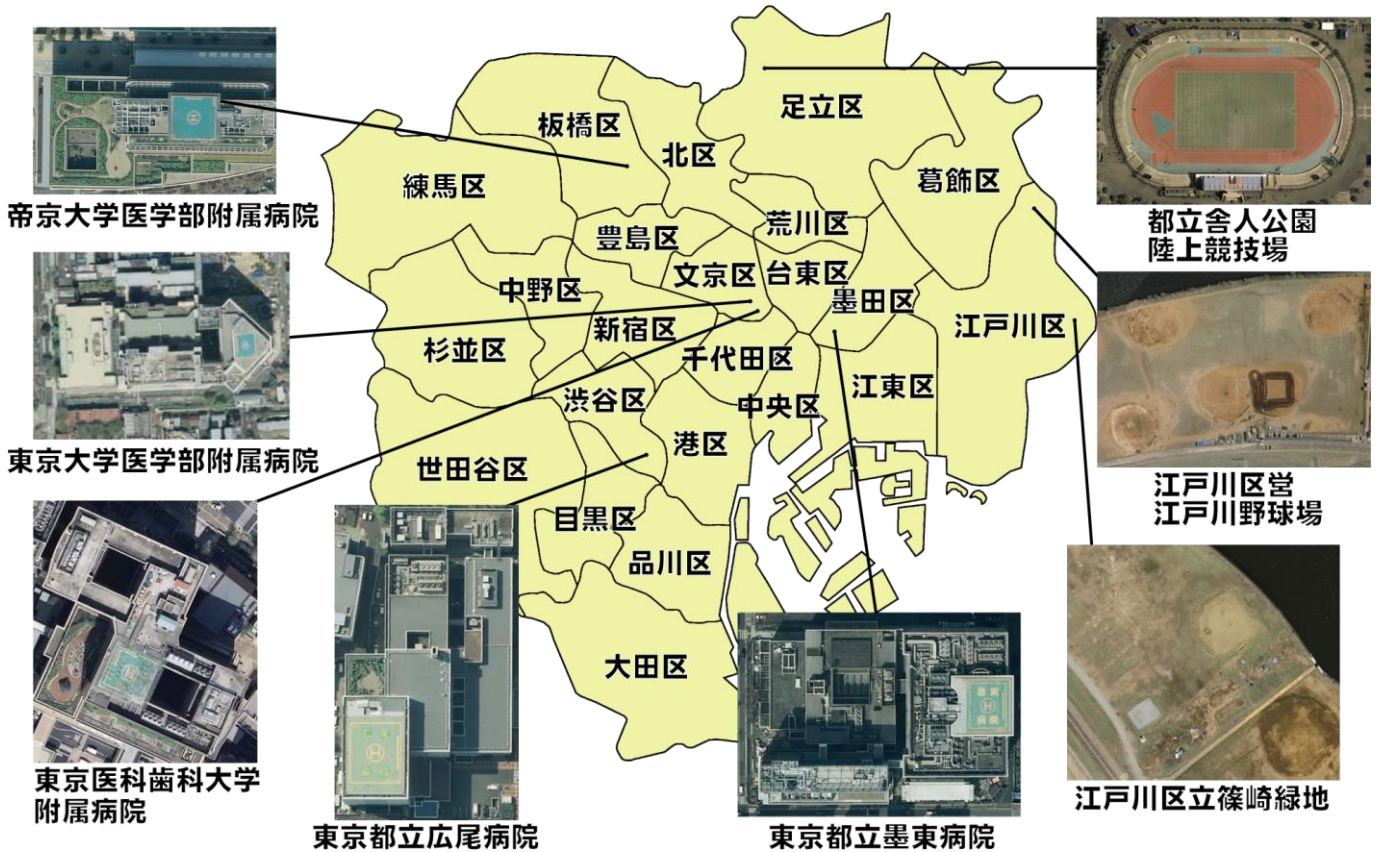 帝京大学医学部附属病院
東京大学医学部附属病院
東京医科歯科大学
附属病院
東京都立広尾病院
東京都立墨東病院
都立舎人公園
陸上競技場
江戸川区営
江戸川野球場
江戸川区立篠崎緑地
足立区
板橋区
北区
葛飾区
練馬区
荒川区
豊島区
文京区
台東区
中野区
墨田区
新宿区
江戸川区
杉並区
千代田区
江東区
渋谷区
中央区
港区
世田谷区
目黒区
品川区
大田区
H
H
H
H
H